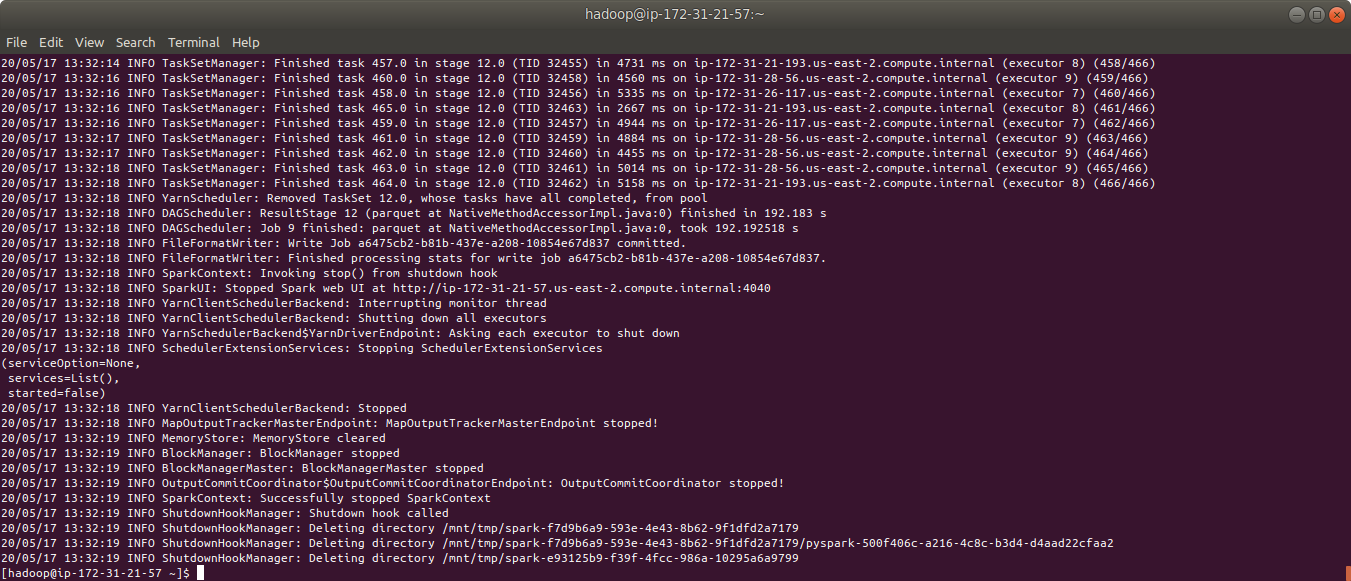 hadoop@ip-172-31-21-57:~
File Edit View Search Terminal Help
20/05/17 13:32:14 INFO TaskSetManager: Finished task 457.0 in stage 12.0 (TID 32455) in 4731 ms on ip-172-31-21-193.us-east-2.compute.internal (executor 8) (458/466)
20/05/17 13:32:16 INFO TaskSetManager: Finished task 460.0 in stage 12.0 (TID 32458) in 4560 ms on ip-172-31-28-56.us-east-2.compute.internal (executor 9) (459/466)
20/05/17 13:32:16 INFO TaskSetManager: Finished task 458.0 in stage 12.0 (TID 32456) in 5335 ms on ip-172-31-26-117.us-east-2.compute.internal (executor 7) (460/466)
20/05/17 13:32:16 INFO TaskSetManager: Finished task 465.0 in stage 12.0 (TID 32463) in 2667 ms on ip-172-31-21-193.us-east-2.compute.internal (executor 8) (461/466)
20/05/17 13:32:16 INFO TaskSetManager: Finished task 459.0 in stage 12.0 (TID 32457) in 4944 ms on ip-172-31-26-117.us-east-2.compute.internal (executor 7) (462/466)
20/05/17 13:32:17 INFO TaskSetManager: Finished task 461.0 in stage 12.0 (TID 32459) in 4884 ms on ip-172-31-28-56.us-east-2.compute.internal (executor 9) (463/466)
20/05/17 13:32:17 INFO TaskSetManager: Finished task 462.0 in stage 12.0 (TID 32460) in 4455 ms on ip-172-31-28-56.us-east-2.compute.internal (executor 9) (464/466)
20/05/17 13:32:18 INFO TaskSetManager: Finished task 463.0 in stage 12.0 (TID 32461) in 5014 ms on ip-172-31-28-56.us-east-2.compute.internal (executor 9) (465/466)
20/05/17 13:32:18 INFO TaskSetManager: Finished task 464.0 in stage 12.0 (TID 32462) in 5158 ms on ip-172-31-21-193.us-east-2.compute.internal (executor 8) (466/466)
20/05/17 13:32:18 INFO YarnScheduler: Removed TaskSet 12.0, whose tasks have all completed, from pool
20/05/17 13:32:18 INFO DAGScheduler: ResultStage 12 (parquet at NativeMethodAccessorImpl.java:0) finished in 192.183 s
20/05/17 13:32:18 INFO DAGScheduler: Job 9 finished: parquet at NativeMethodAccessorImpl.java:0, took 192.192518 s
20/05/17 13:32:18 INFO FileFormatWriter: Write Job a6475cb2-b81b-437e-a208-10854e67d837 committed.
20/05/17 13:32:18 INFO FileFormatWriter: Finished processing stats for write job a6475cb2-b81b-437e-a208-10854e67d837.
20/05/17 13:32:18 INFO SparkContext: Invoking stop() from shutdown hook
20/05/17 13:32:18 INFO SparkUI: Stopped Spark web UI at http://ip-172-31-21-57.us-east-2.compute.internal:4040
20/05/17 13:32:18 INFO YarnClientSchedulerBackend: Interrupting monitor thread
20/05/17 13:32:18 INFO YarnClientSchedulerBackend: Shutting down all executors
20/05/17 13:32:18 INFO YarnSchedulerBackend$YarnDriverEndpoint: Asking each executor to shut down
20/05/17 13:32:18 INFO SchedulerExtensionServices: Stopping SchedulerExtensionServices
(serviceOption=None,
 services=List(),
 started=false)
20/05/17 13:32:18 INFO YarnClientSchedulerBackend: Stopped
20/05/17 13:32:18 INFO MapOutputTrackerMasterEndpoint: MapOutputTrackerMasterEndpoint stopped!
20/05/17 13:32:19 INFO MemoryStore: MemoryStore cleared
20/05/17 13:32:19 INFO BlockManager: BlockManager stopped
20/05/17 13:32:19 INFO BlockManagerMaster: BlockManagerMaster stopped
20/05/17 13:32:19 INFO OutputCommitCoordinator$OutputCommitCoordinatorEndpoint: OutputCommitCoordinator stopped!
20/05/17 13:32:19 INFO SparkContext: Successfully stopped SparkContext
20/05/17 13:32:19 INFO ShutdownHookManager: Shutdown hook called
20/05/17 13:32:19 INFO ShutdownHookManager: Deleting directory /mnt/tmp/spark-f7d9b6a9-593e-4e43-8b62-9f1dfd2a7179
20/05/17 13:32:19 INFO ShutdownHookManager: Deleting directory /mnt/tmp/spark-f7d9b6a9-593e-4e43-8b62-9f1dfd2a7179/pyspark-500f406c-a216-4c8c-b3d4-d4aad22cfaa2
20/05/17 13:32:19 INFO ShutdownHookManager: Deleting directory /mnt/tmp/spark-e93125b9-f39f-4fcc-986a-10295a6a9799
[hadoop@ip-172-31-21-57 ~]$